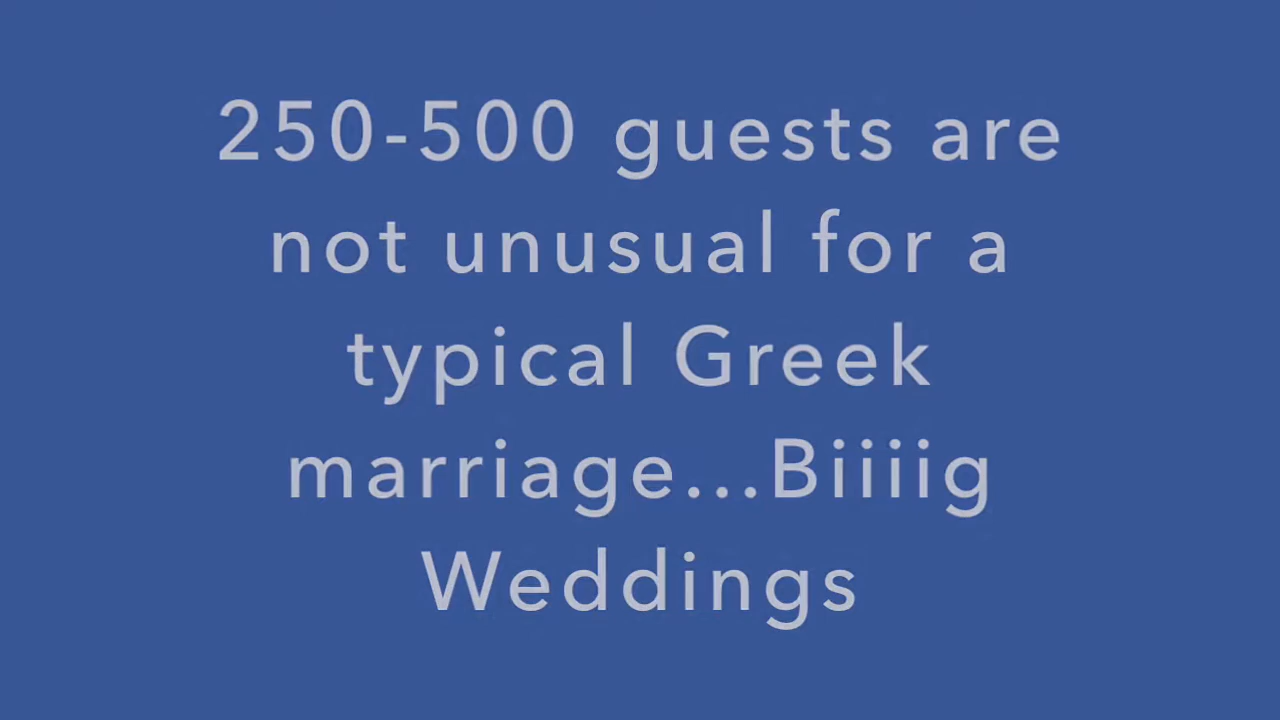 250-500 guests are
not unusual for a
typical Greek
marriage...Biiiig
Weddings